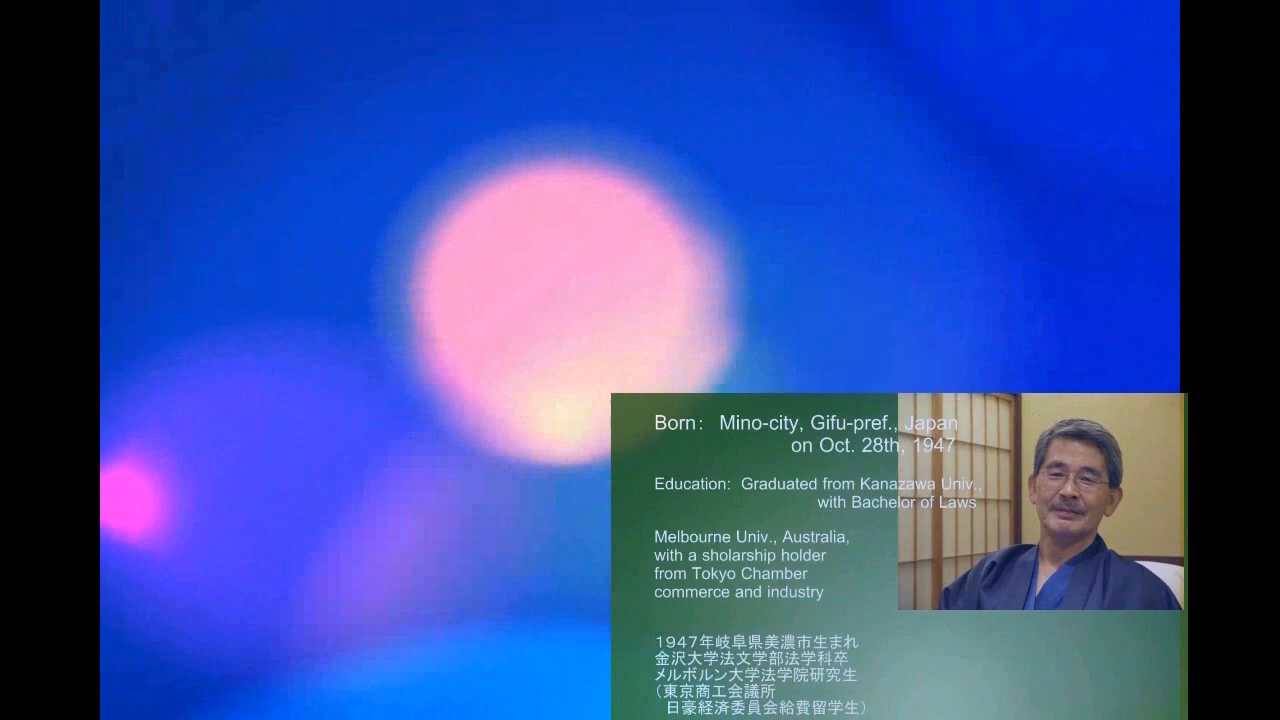 Born： Mino-city, Gifu-pref., Japan
on Oct. 28th, 1947
Education: Graduated from Kanazawa Univ.,
with Bachelor of Laws
Melbourne Univ., Australia,
with a sholarship holder
from Tokyo Chamber
commerce and industry
１９４７年岐阜県美濃市生まれ
金沢大学法文学部法学科卒
メルボルン大学法学院研究生
（東京商工会議所
日豪経済委員会給費留学生）